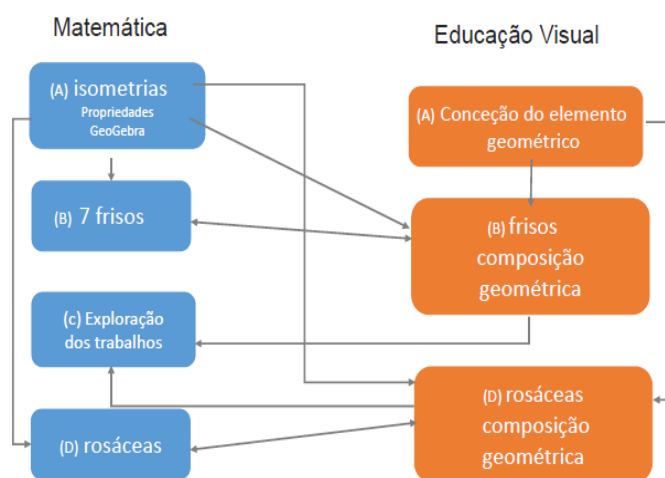 Matemática
Educação Visual
(A) isometrias
Propriedades
GeoGebra
(A) Conceção do elemento
geométrico
(B) 7 frisos
(B) frisos
composição
geométrica
(c) Exploração
dos trabalhos
(D) rosáceas
composição
geométrica
(D) rosáceas